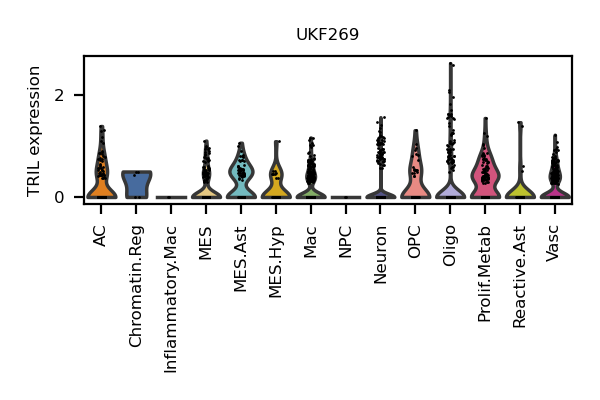 UKF269
TRIL expression
2
0
AC
Chromatin.Reg
Inflammatory.Mac
MES
MES.Ast
MES.Hyp
Mac
NPC
Neuron
OPC
Oligo
Prolif.Metab
Reactive.Ast
Vasc